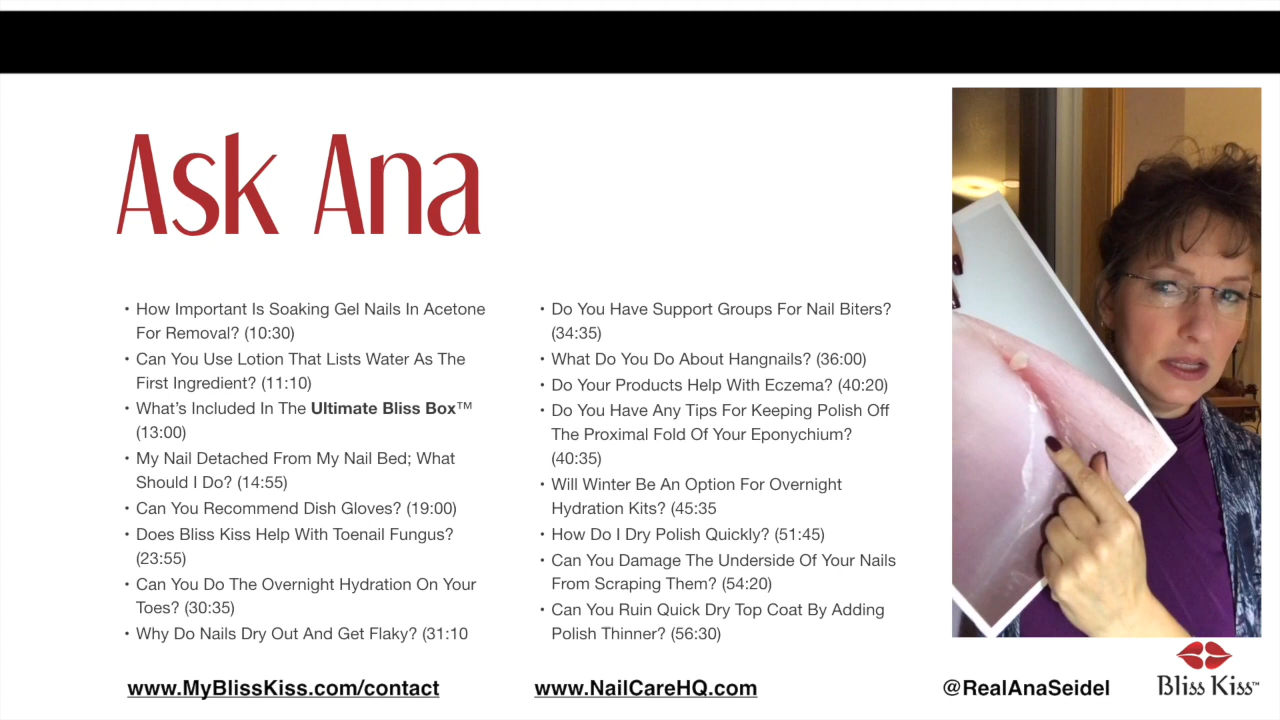 Ask Ana
• How Important Is Soaking Gel Nails In Acetone
For Removal? (10:30)
• Can You Use Lotion That Lists Water As The
First Ingredient? (11:10)
• What's Included In The Ultimate Bliss Box™
(13:00)
• My Nail Detached From My Nail Bed; What
Should I Do? (14:55)
• Can You Recommend Dish Gloves? (19:00)
• Does Bliss Kiss Help With Toenail Fungus?
(23:55)
• Can You Do The Overnight Hydration On Your
Toes? (30:35)
• Why Do Nails Dry Out And Get Flaky? (31:10
• Do You Have Support Groups For Nail Biters?
(34:35)
• What Do You Do About Hangnails? (36:00)
• Do Your Products Help With Eczema? (40:20)
• Do You Have Any Tips For Keeping Polish Off
The Proximal Fold Of Your Eponychium?
(40:35)
• Will Winter Be An Option For Overnight
Hydration Kits? (45:35
• How Do I Dry Polish Quickly? (51:45)
• Can You Damage The Underside Of Your Nails
From Scraping Them? (54:20)
• Can You Ruin Quick Dry Top Coat By Adding
Polish Thinner? (56:30)
www.MyBlissKiss.com/contact
www.NailCareHQ.com
@RealAnaSeidel
Bliss Kiss™